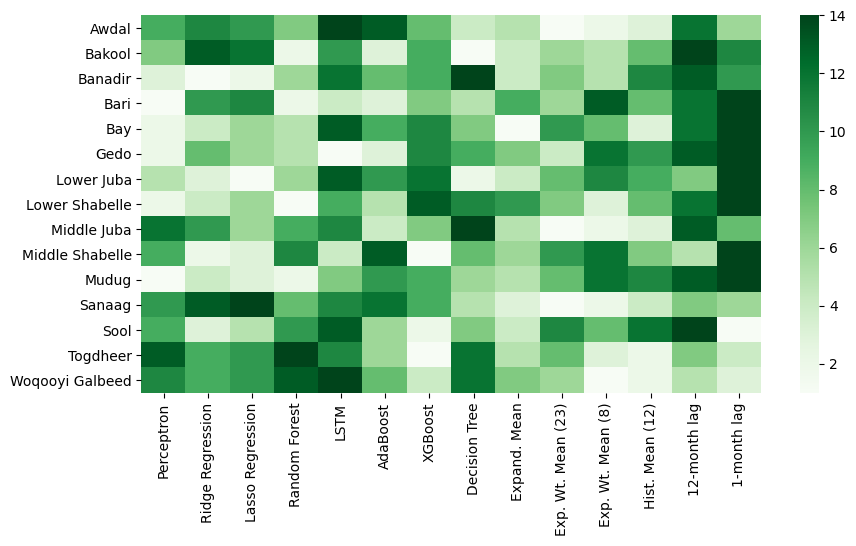 Awdal
Bakool
Banadir
Bari
Bay
Gedo
Lower Juba
Lower Shabelle
Middle Juba
Middle Shabelle
Mudug
Sanaag
Sool
Togdheer
Woqooyi Galbeed
Perceptron
Ridge Regression
Lasso Regression
Random Forest
LSTM
AdaBoost
XGBoost
Decision Tree
Expand. Mean
Exp. Wt. Mean (23)
Exp. Wt. Mean (8)
Hist. Mean (12)
12-month lag
1-month lag
14
12
10
8
6
4
2